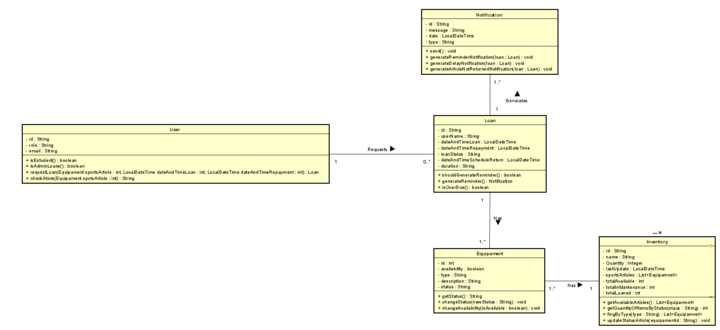 Notification
- id : String
- message : String
- date : LocalDateTime
- type : String
+ send() : void
+ generateReminderNotification(loan : Loan) : void
+ generateDelayNotification(loan : Loan) : void
+ generateArticleNotReturnedNotification(loan : Loan) : void
1..*
Generates
1
Loan
- id : String
- userName : String
- dateAndTimeLoan : LocalDateTime
- dateAndTimeRepayment : LocalDateTime
- loanStatus : String
- dateAndTimeScheduleReturn : LocalDateTime
- duration : String
+ shouldGenerateReminder() : boolean
+ generateReminder() : Notification
+ isOverDue() : boolean
User
- id : String
- role : String
- email : String
+ isEstudent() : boolean
+ isAdminLoans() : boolean
+ requestLoan(Equipament sportsArticle : int, LocalDateTime dateAndTimeLoan : int, LocalDateTime dateAndTimeRepayment : int) : Loan
+ checkArticle(Equipament sportsArticle : int) : String
Requests
1
0..*
1
Has
1..*
Equipament
- id : int
- availability : boolean
- type : String
- description : String
- status : String
+ getStatus() : String
+ changeStatus(newStatus : String) : void
+ changeAvailability(isAvailable : boolean) : void
Has
1..*
1
Inventory
- id : String
- name : String
- Quantity : Integer
- lastUpdate : LocalDateTime
- sportsArticles : List<Equipamnet>
- totalAvailable : int
- totalInMantenance : int
- totalLoaned : int
+ getAvailableArticles() : List<Equipamnet>
+ getQuantityOfItemsByStatus(status : String) : int
+ findByType(type : String) : List<Equipamnet>
+ updateStatusArticle(equipamentId : String) : void